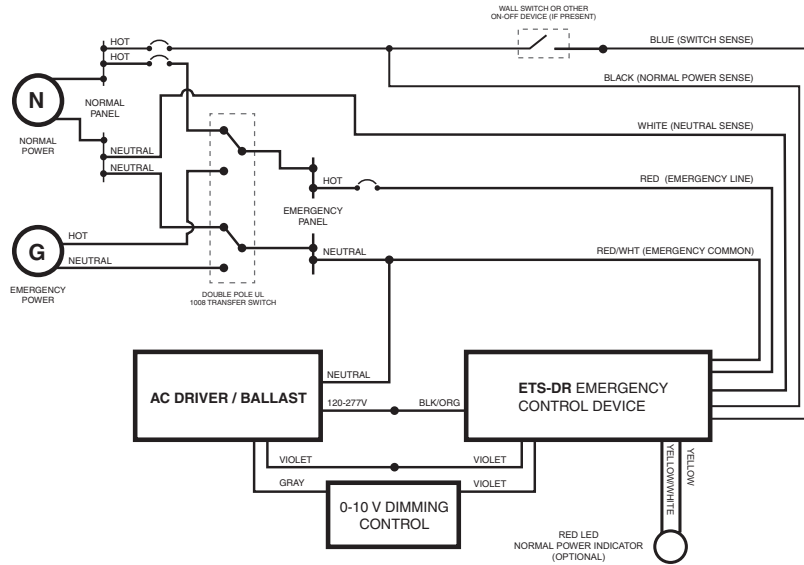 WALL SWITCH OR OTHER
ON-OFF DEVICE (IF PRESENT)
HOT
BLUE (SWITCH SENSE)
HOT
BLACK (NORMAL POWER SENSE)
N
NORMAL
PANEL
NORMAL
POWER
WHITE (NEUTRAL SENSE)
NEUTRAL
NEUTRAL
HOT
RED (EMERGENCY LINE)
EMERGENCY
PANEL
HOT
G
NEUTRAL
NEUTRAL
RED/WHT (EMERGENCY COMMON)
EMERGENCY
POWER
DOUBLE POLE UL
1008 TRANSFER SWITCH
NEUTRAL
AC DRIVER / BALLAST
ETS-DR EMERGENCY
CONTROL DEVICE
120-277V
BLK/ORG
VIOLET
VIOLET
GRAY
VIOLET
0-10 V DIMMING
CONTROL
YELLOW/WHITE
YELLOW
RED LED
NORMAL POWER INDICATOR
(OPTIONAL)